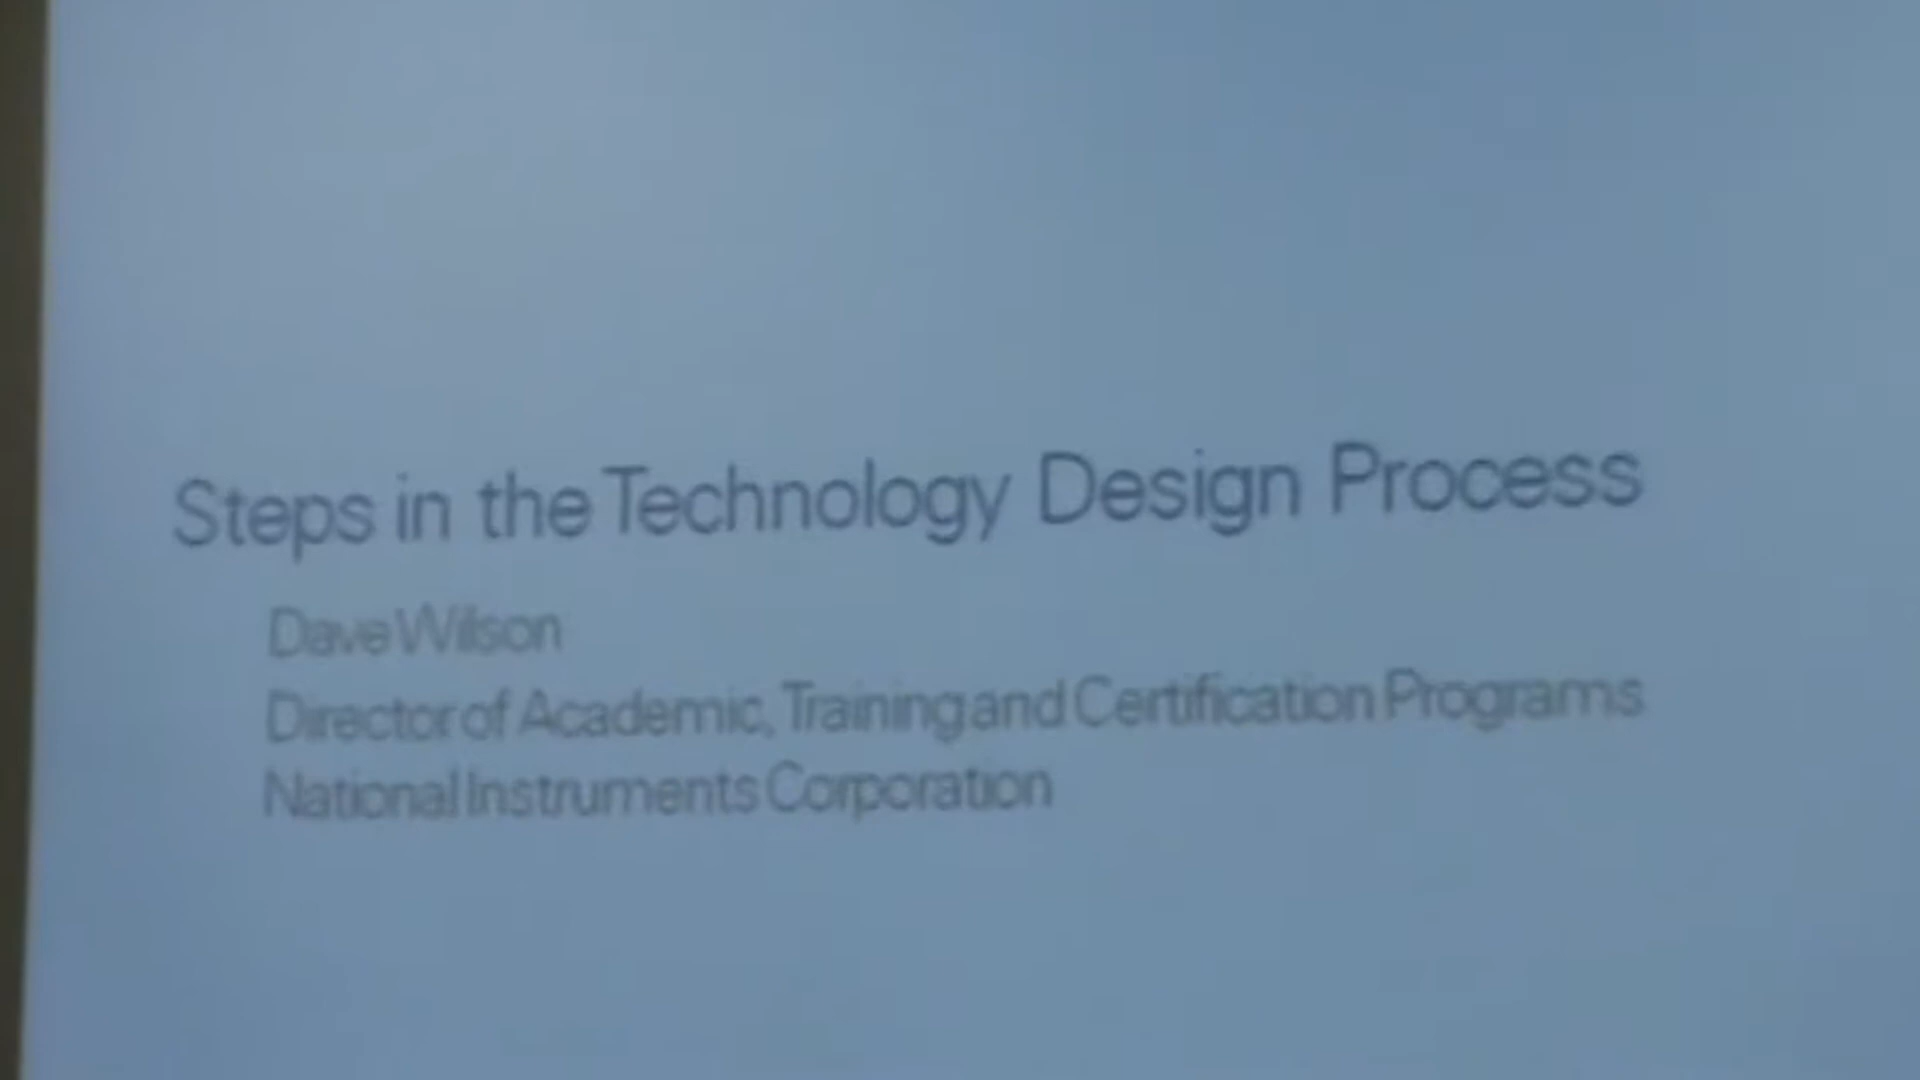 Steps in the Technology Design Process
Dave Wilson
Director of Academic, Training and Certification Programs
National Instruments Corporation